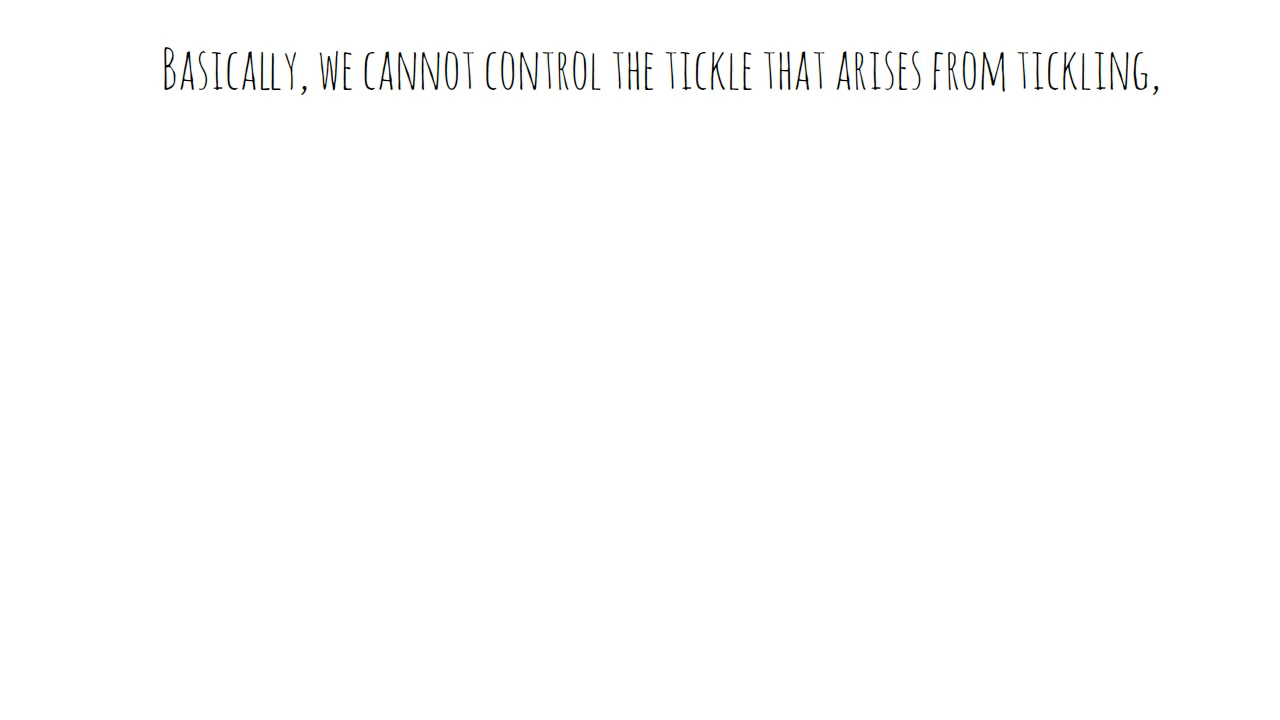 Basically, we cannot control the tickle that arises from tickling,